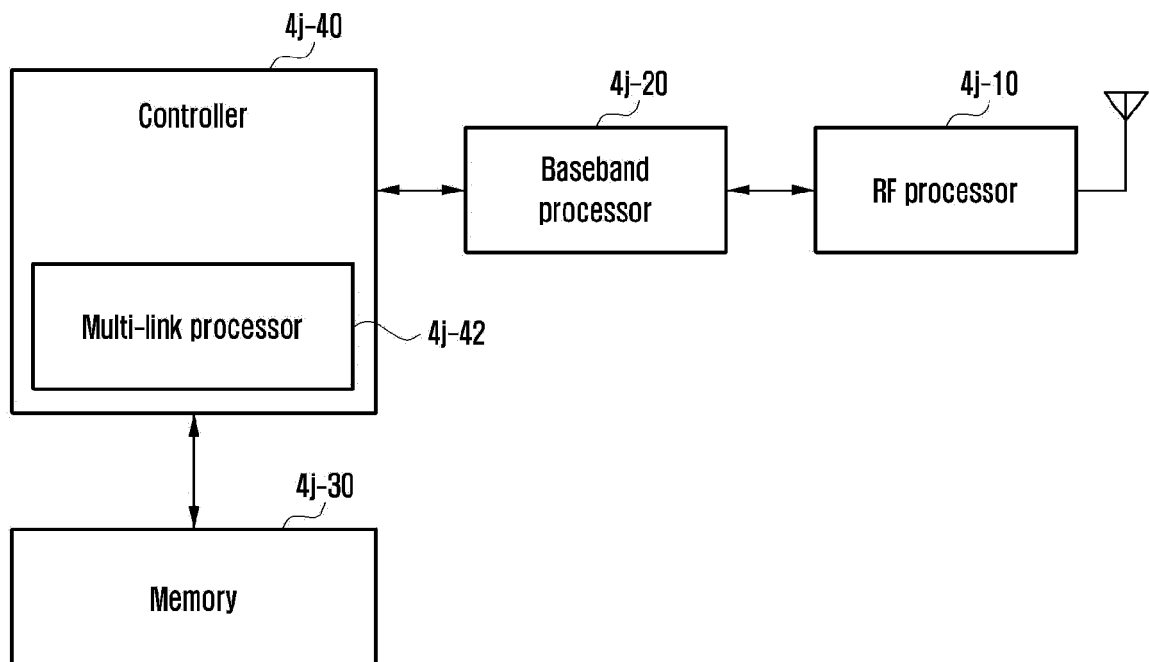 4j-40
Controller
4j-20
Baseband
processor
4j-10
RF processor
Multi-link processor
4j-42
4j-30
Memory